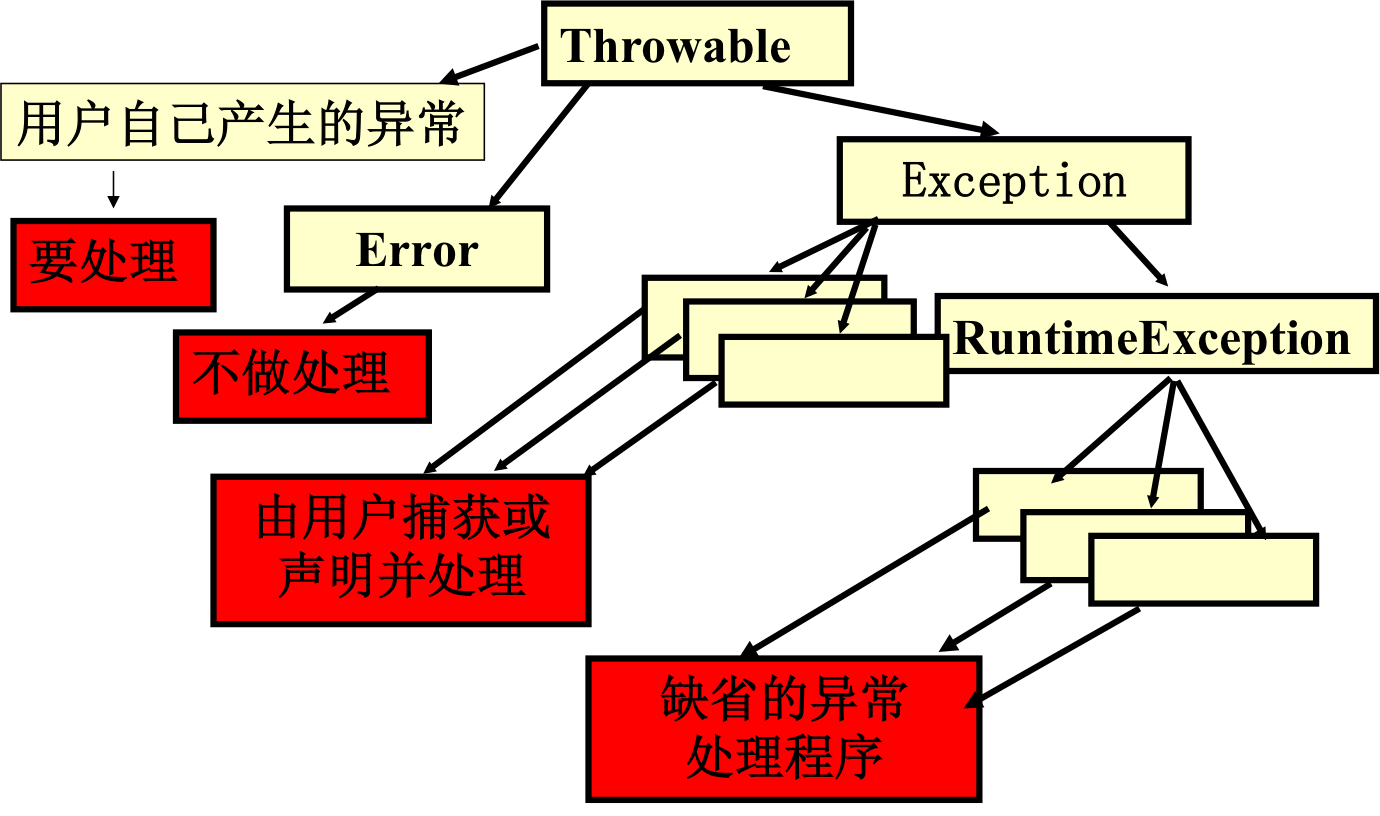 Throwable
用户自己产生的异常
Exception
要处理
Error
RuntimeException
不做处理
由用户捕获或
声明并处理
缺省的异常
处理程序